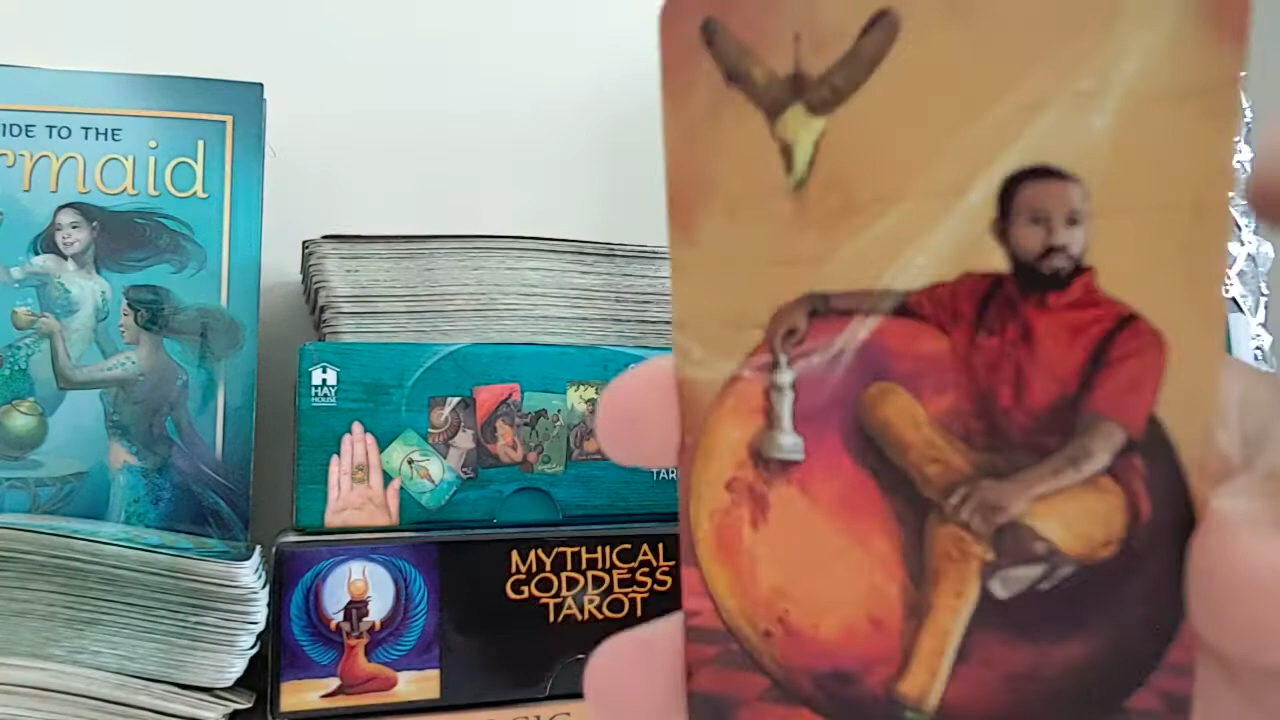 IDE TO THE
rmaid
HAY
HOUSE
TAR
MYTHICAL
GODDESS
TAROT